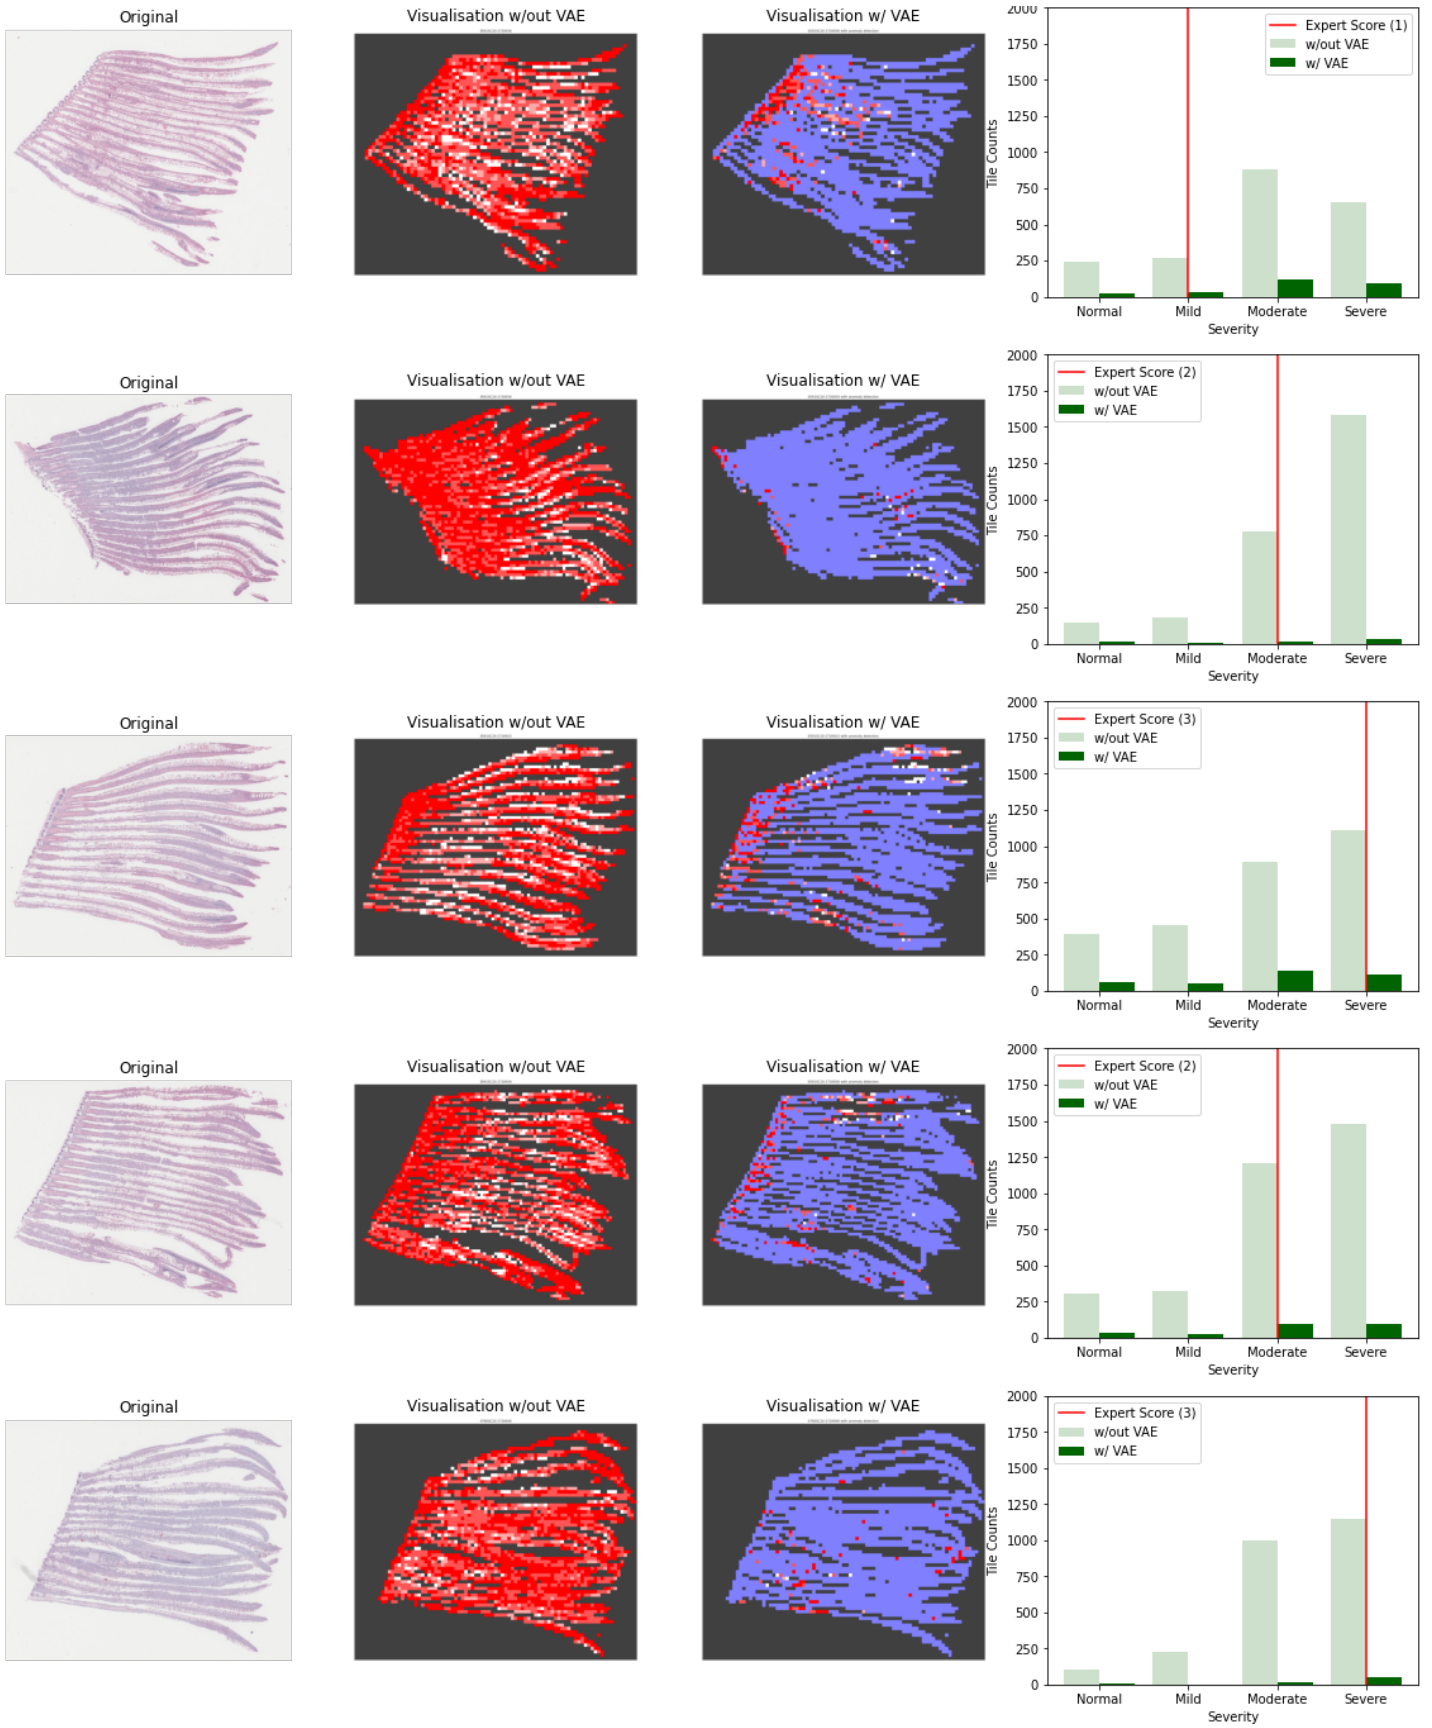 Original
Visualisation w/out VAE
Visualisation w/ VAE
2000
1750
1500
1250
1000
750
500
250
0
Tile Counts
Expert Score (1)
w/out VAE
w/ VAE
Normal Mild Moderate Severe
Severity
Original
Visualisation w/out VAE
Visualisation w/ VAE
2000
1750
1500
1250
1000
750
500
250
0
Tile Counts
Expert Score (2)
w/out VAE
w/ VAE
Normal Mild Moderate Severe
Severity
Original
Visualisation w/out VAE
Visualisation w/ VAE
2000
1750
1500
1250
1000
750
500
250
0
Tile Counts
Expert Score (3)
w/out VAE
w/ VAE
Normal Mild Moderate Severe
Severity
Original
Visualisation w/out VAE
Visualisation w/ VAE
2000
1750
1500
1250
1000
750
500
250
0
Tile Counts
Expert Score (2)
w/out VAE
w/ VAE
Normal Mild Moderate Severe
Severity
Original
Visualisation w/out VAE
Visualisation w/ VAE
2000
1750
1500
1250
1000
750
500
250
0
Tile Counts
Expert Score (3)
w/out VAE
w/ VAE
Normal Mild Moderate Severe
Severity